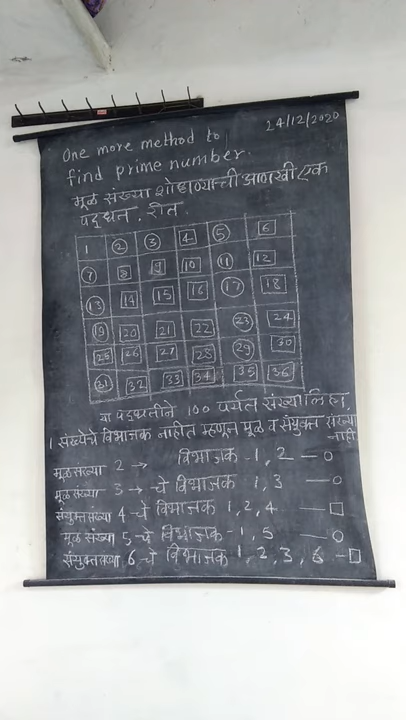 24/12/2020
One more method to
find prime number.
मूळ संख्या शोधण्याची आणखी एक
पद्धत. रीत.
1 2 3 4 5 6
7 8 9 10 11 12
13 14 15 16 17 18
19 20 21 22 23 24
25 26 27 28 29 30
31 32 33 34 35 36
या पद्धतीने 100 पर्यंत संख्या लिहा.
1 संख्येचे विभाजक नाहीत म्हणून मूळ व संयुक्त संख्या
नाही
मूळ संख्या 2 → विभाजक - 1, 2 — ०
मूळ संख्या 3 → चे विभाजक 1, 3 — ०
संयुक्त संख्या 4 - चे विभाजक 1, 2, 4 — □
मूळ संख्या 5 - चे विभाजक - 1, 5 — ०
संयुक्त संख्या 6 - चे विभाजक 1, 2, 3, 6 - □